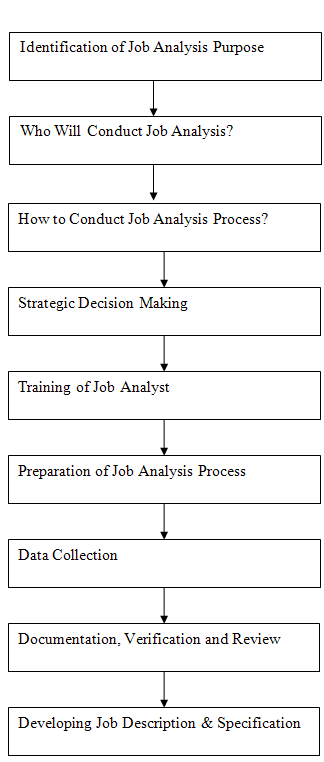 Identification of Job Analysis Purpose
Who Will Conduct Job Analysis?
How to Conduct Job Analysis Process?
Strategic Decision Making
Training of Job Analyst
Preparation of Job Analysis Process
Data Collection
Documentation, Verification and Review
Developing Job Description & Specification